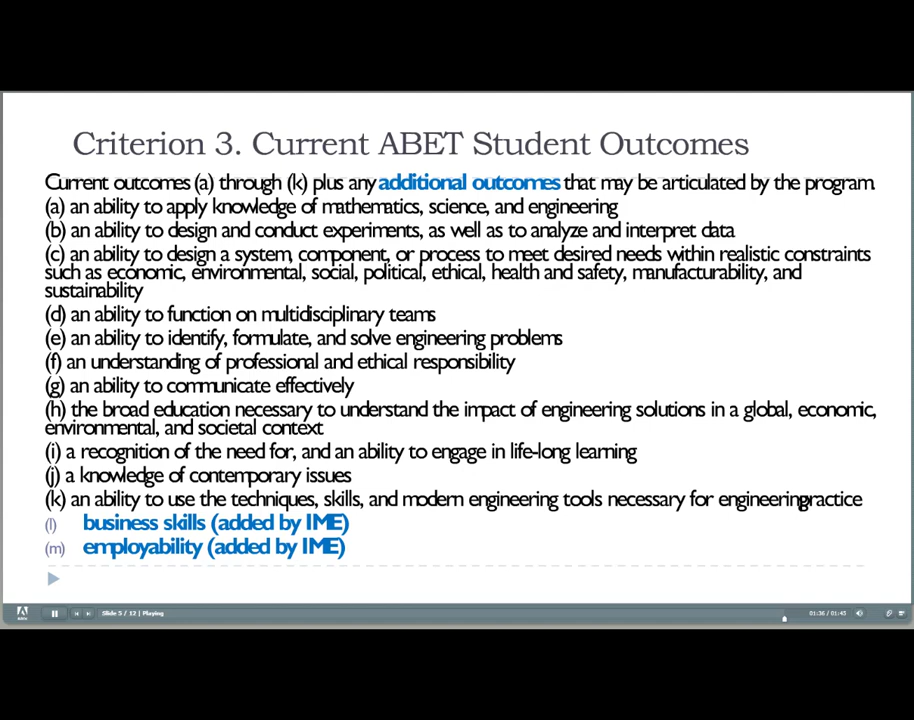 Criterion 3. Current ABET Student Outcomes
Current outcomes (a) through (k) plus any additional outcomes that may be articulated by the program.
(a) an ability to apply knowledge of mathematics, science, and engineering
(b) an ability to design and conduct experiments, as well as to analyze and interpret data
(c) an ability to design a system, component, or process to meet desired needs within realistic constraints
such as economic, environmental, social, political, ethical, health and safety, manufacturability, and
sustainability
(d) an ability to function on multidisciplinary teams
(e) an ability to identify, formulate, and solve engineering problems
(f) an understanding of professional and ethical responsibility
(g) an ability to communicate effectively
(h) the broad education necessary to understand the impact of engineering solutions in a global, economic,
environmental, and societal context
(i) a recognition of the need for, and an ability to engage in life-long learning
(j) a knowledge of contemporary issues
(k) an ability to use the techniques, skills, and modern engineering tools necessary for engineering practice
(l) business skills (added by IME)
(m) employability (added by IME)
Slide 5 / 12 | Playing 01:36 / 01:45